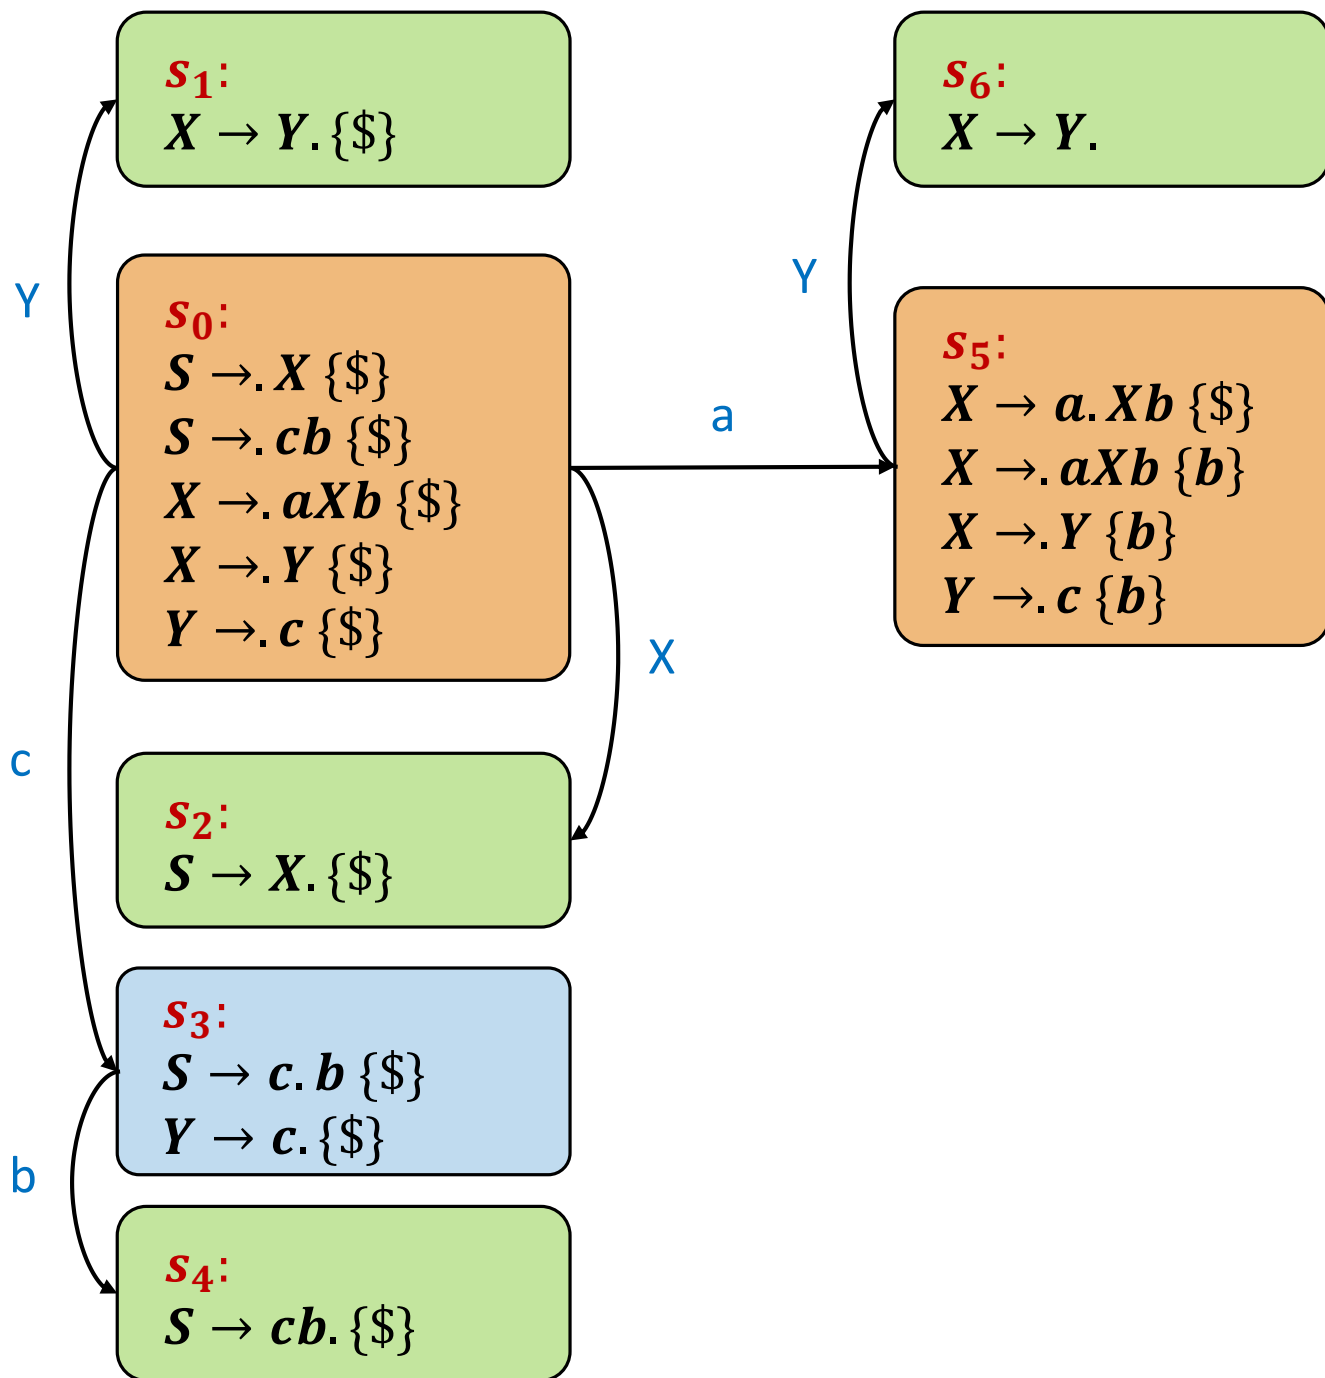 s₁:
X → Y. {$}
Y
s₀:
S →. X {$}
S →. cb {$}
X →. aXb {$}
X →. Y {$}
Y →. c {$}
a
X
c
s₂:
S → X. {$}
s₃:
S → c. b {$}
Y → c. {$}
b
s₄:
S → cb. {$}
s₆:
X → Y.
Y
s₅:
X → a. Xb {$}
X →. aXb {b}
X →. Y {b}
Y →. c {b}